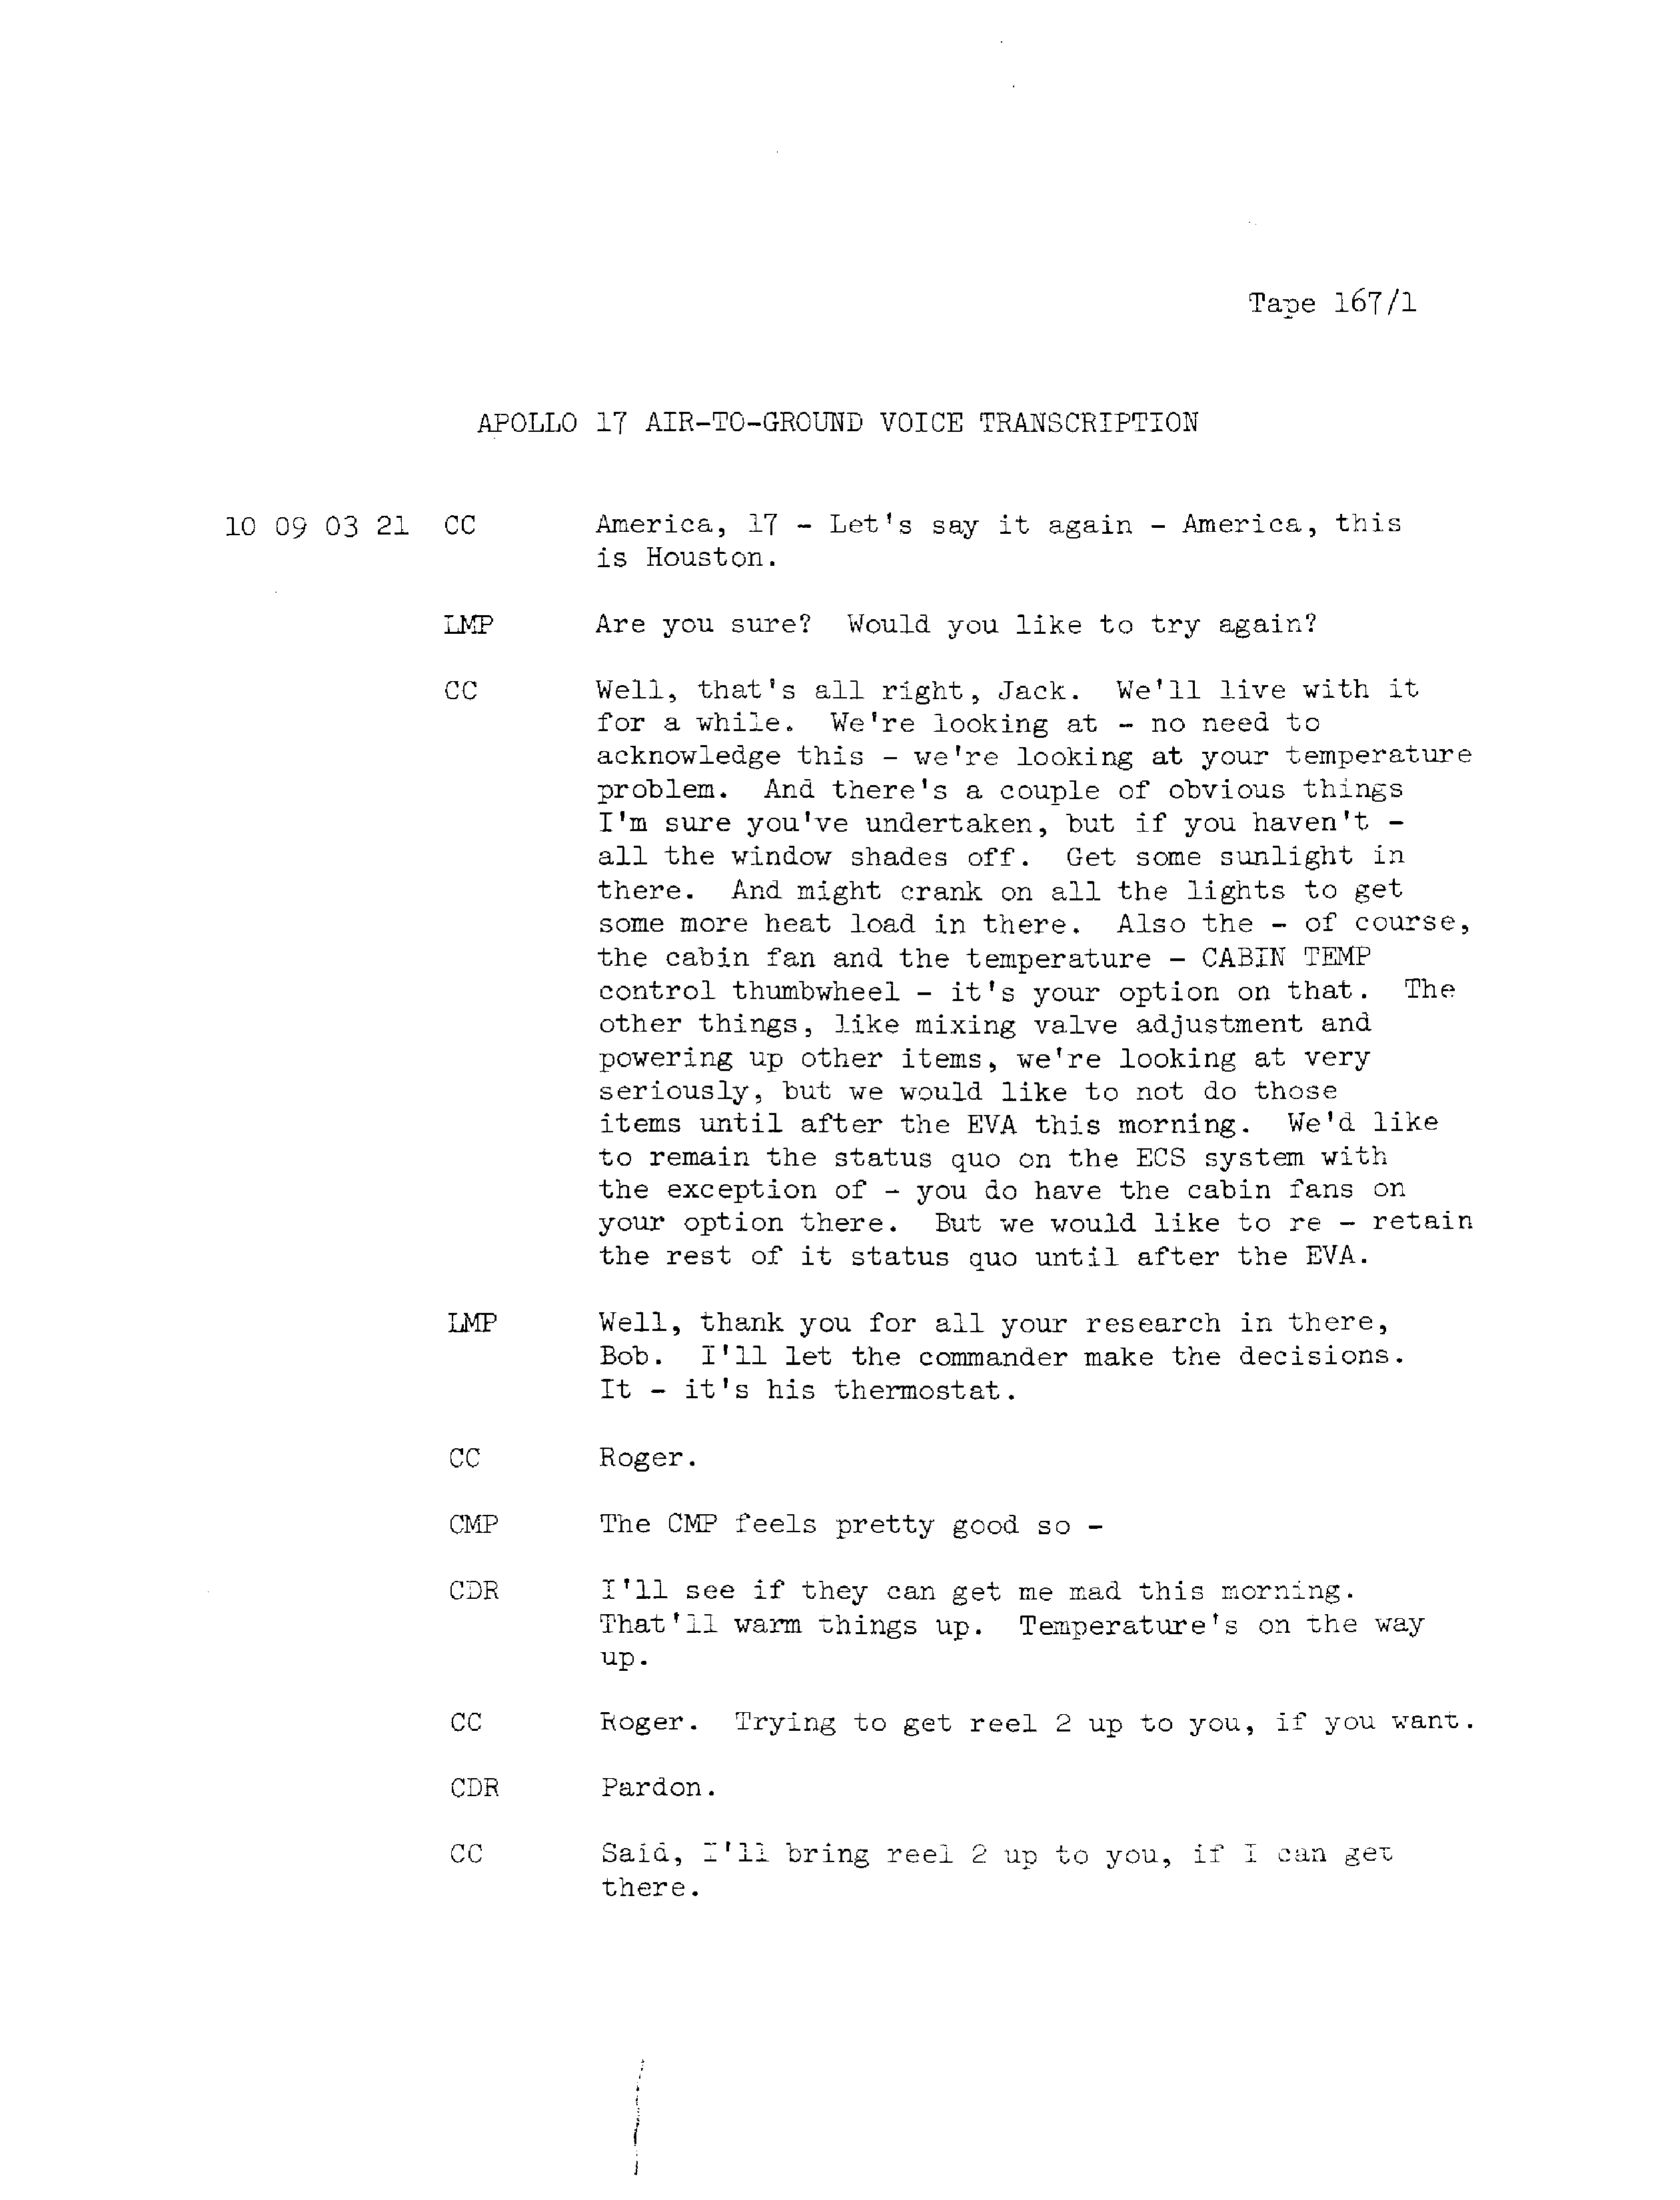 Tape 167/1
APOLLO 17 AIR-TO-GROUND VOICE TRANSCRIPTION
10 09 03 21 CC America, 17 - Let's say it again - America, this
is Houston.
LMP Are you sure? Would you like to try again?
CC Well, that's all right, Jack. We'll live with it
for a while. We're looking at - no need to
acknowledge this - we're looking at your temperature
problem. And there's a couple of obvious things
I'm sure you've undertaken, but if you haven't -
all the window shades off. Get some sunlight in
there. And might crank on all the lights to get
some more heat load in there. Also the - of course,
the cabin fan and the temperature - CABIN TEMP
control thumbwheel - it's your option on that. The
other things, like mixing valve adjustment and
powering up other items, we're looking at very
seriously, but we would like to not do those
items until after the EVA this morning. We'd like
to remain the status quo on the ECS system with
the exception of - you do have the cabin fans on
your option there. But we would like to re - retain
the rest of it status quo until after the EVA.
LMP Well, thank you for all your research in there,
Bob. I'll let the commander make the decisions.
It - it's his thermostat.
CC Roger.
CMP The CMP feels pretty good so -
CDR I'll see if they can get me mad this morning.
That'll warm things up. Temperature's on the way
up.
CC Roger. Trying to get reel 2 up to you, if you want.
CDR Pardon.
CC Said, I'll bring reel 2 up to you, if I can get
there.